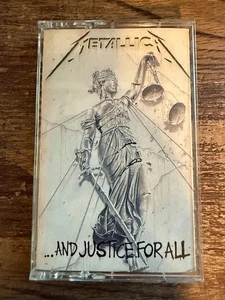 METALLICA
...AND JUSTICE FOR ALL